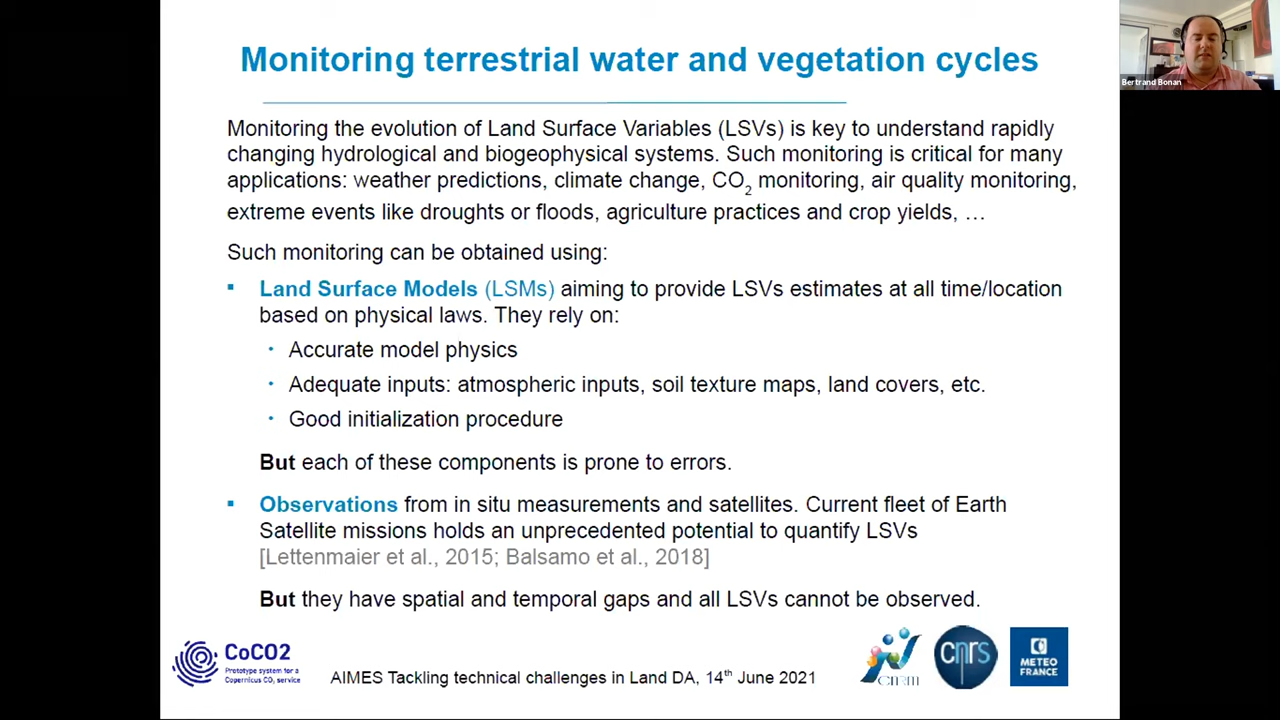 Monitoring terrestrial water and vegetation cycles
Bertrand Bonan
Monitoring the evolution of Land Surface Variables (LSVs) is key to understand rapidly
changing hydrological and biogeophysical systems. Such monitoring is critical for many
applications: weather predictions, climate change, CO2 monitoring, air quality monitoring,
extreme events like droughts or floods, agriculture practices and crop yields, …
Such monitoring can be obtained using:
▪ Land Surface Models (LSMs) aiming to provide LSVs estimates at all time/location
based on physical laws. They rely on:
• Accurate model physics
• Adequate inputs: atmospheric inputs, soil texture maps, land covers, etc.
• Good initialization procedure
But each of these components is prone to errors.
▪ Observations from in situ measurements and satellites. Current fleet of Earth
Satellite missions holds an unprecedented potential to quantify LSVs
[Lettenmaier et al., 2015; Balsamo et al., 2018]
But they have spatial and temporal gaps and all LSVs cannot be observed.
CoCO2
Prototype system for a
Copernicus CO2 service
AIMES Tackling technical challenges in Land DA, 14th June 2021
CNRM
cnrs
METEO
FRANCE